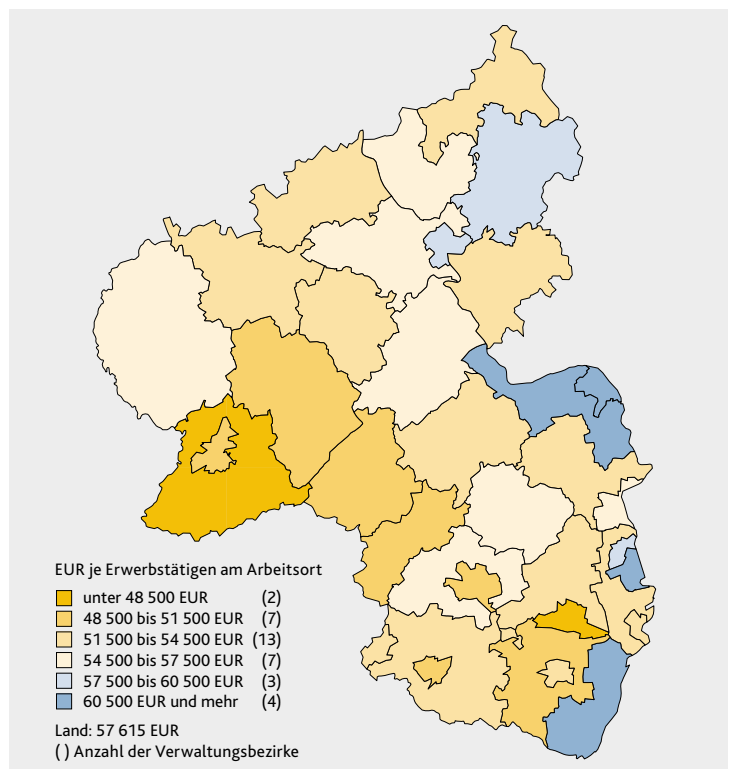 EUR je Erwerbstätigen am Arbeitsort
unter 48 500 EUR (2)
48 500 bis 51 500 EUR (7)
51 500 bis 54 500 EUR (13)
54 500 bis 57 500 EUR (7)
57 500 bis 60 500 EUR (3)
60 500 EUR und mehr (4)
Land: 57 615 EUR
( ) Anzahl der Verwaltungsbezirke